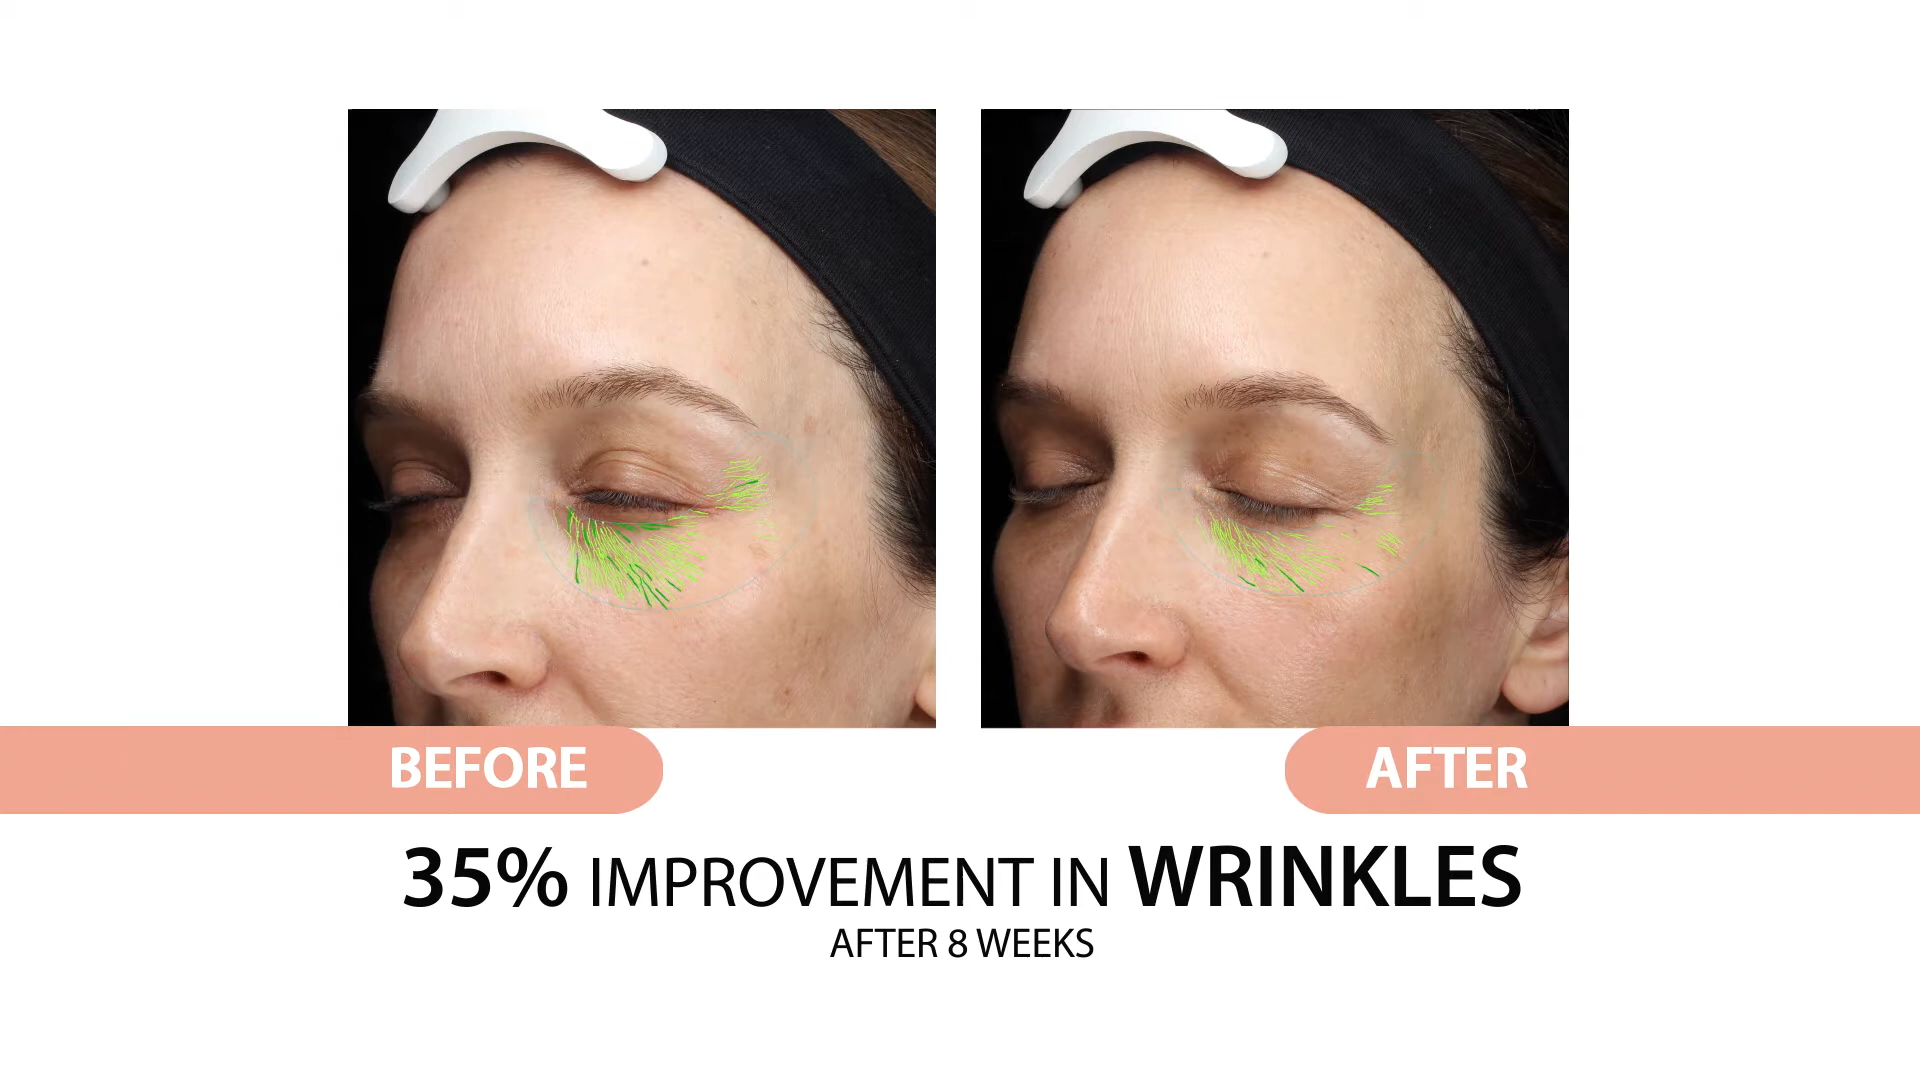 BEFORE
AFTER
35% IMPROVEMENT IN WRINKLES
AFTER 8 WEEKS